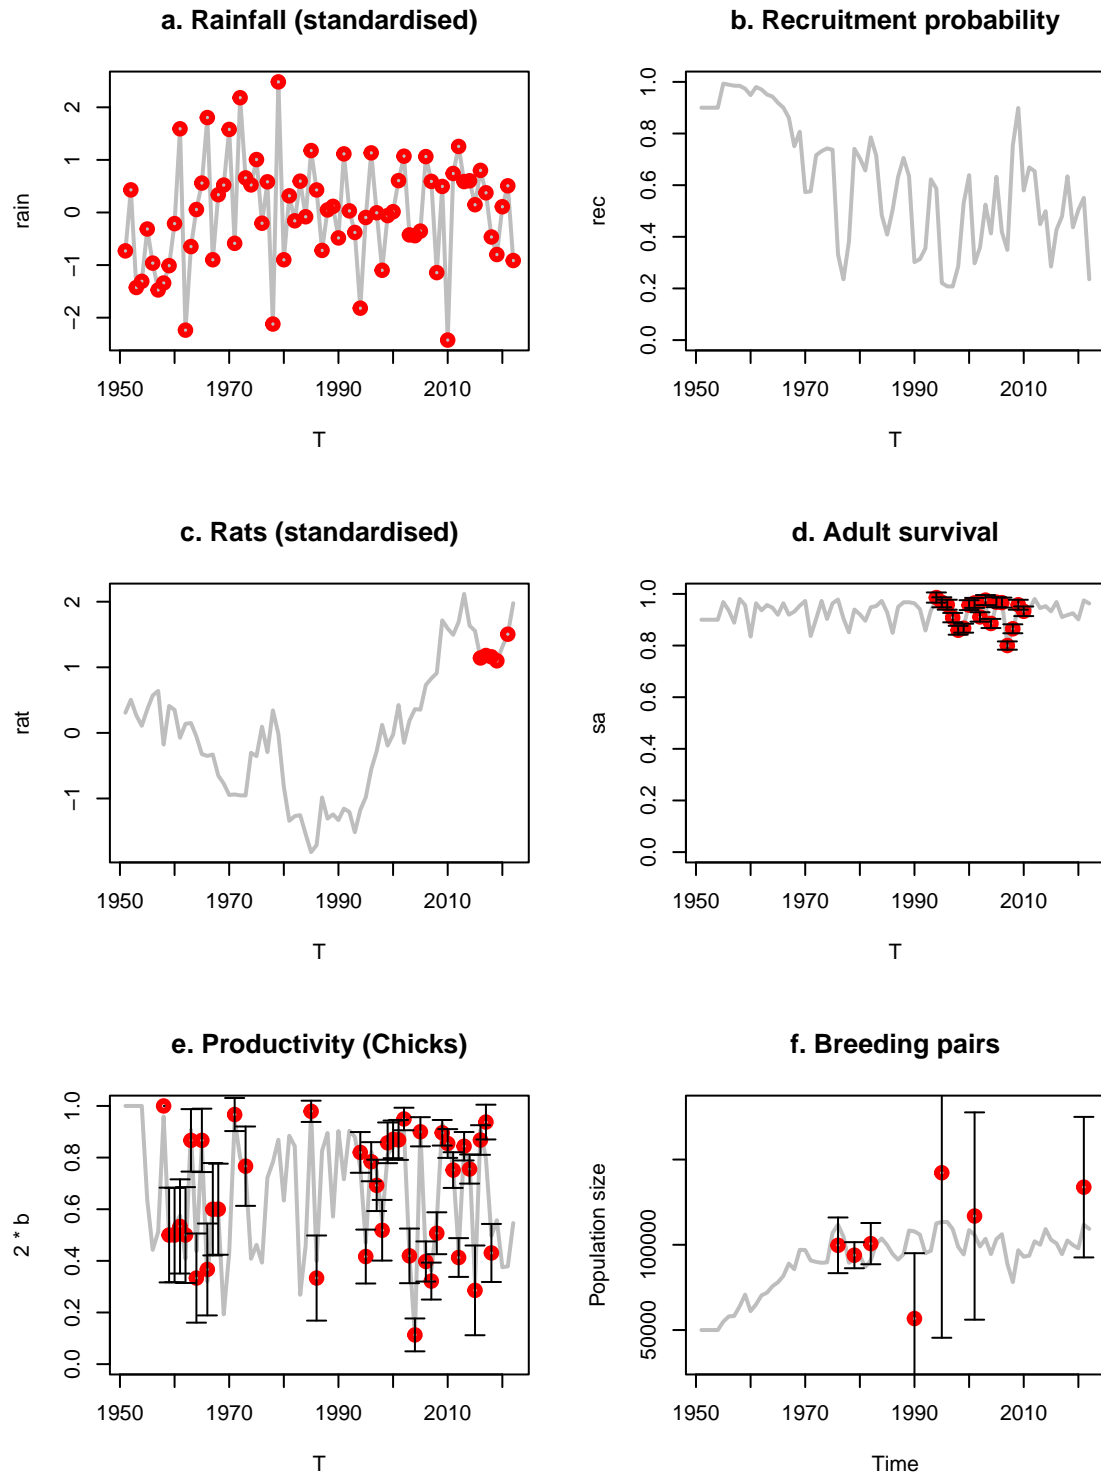 a. Rainfall (standardised)
rain
2
1
0
−1
−2
1950 1970 1990 2010
T
b. Recruitment probability
rec
1.0
0.8
0.6
0.4
0.2
0.0
1950 1970 1990 2010
T
c. Rats (standardised)
rat
2
1
0
−1
1950 1970 1990 2010
T
d. Adult survival
sa
1.0
0.8
0.6
0.4
0.2
0.0
1950 1970 1990 2010
T
e. Productivity (Chicks)
2 * b
1.0
0.8
0.6
0.4
0.2
0.0
1950 1970 1990 2010
T
f. Breeding pairs
Population size
100000
50000
1950 1970 1990 2010
Time